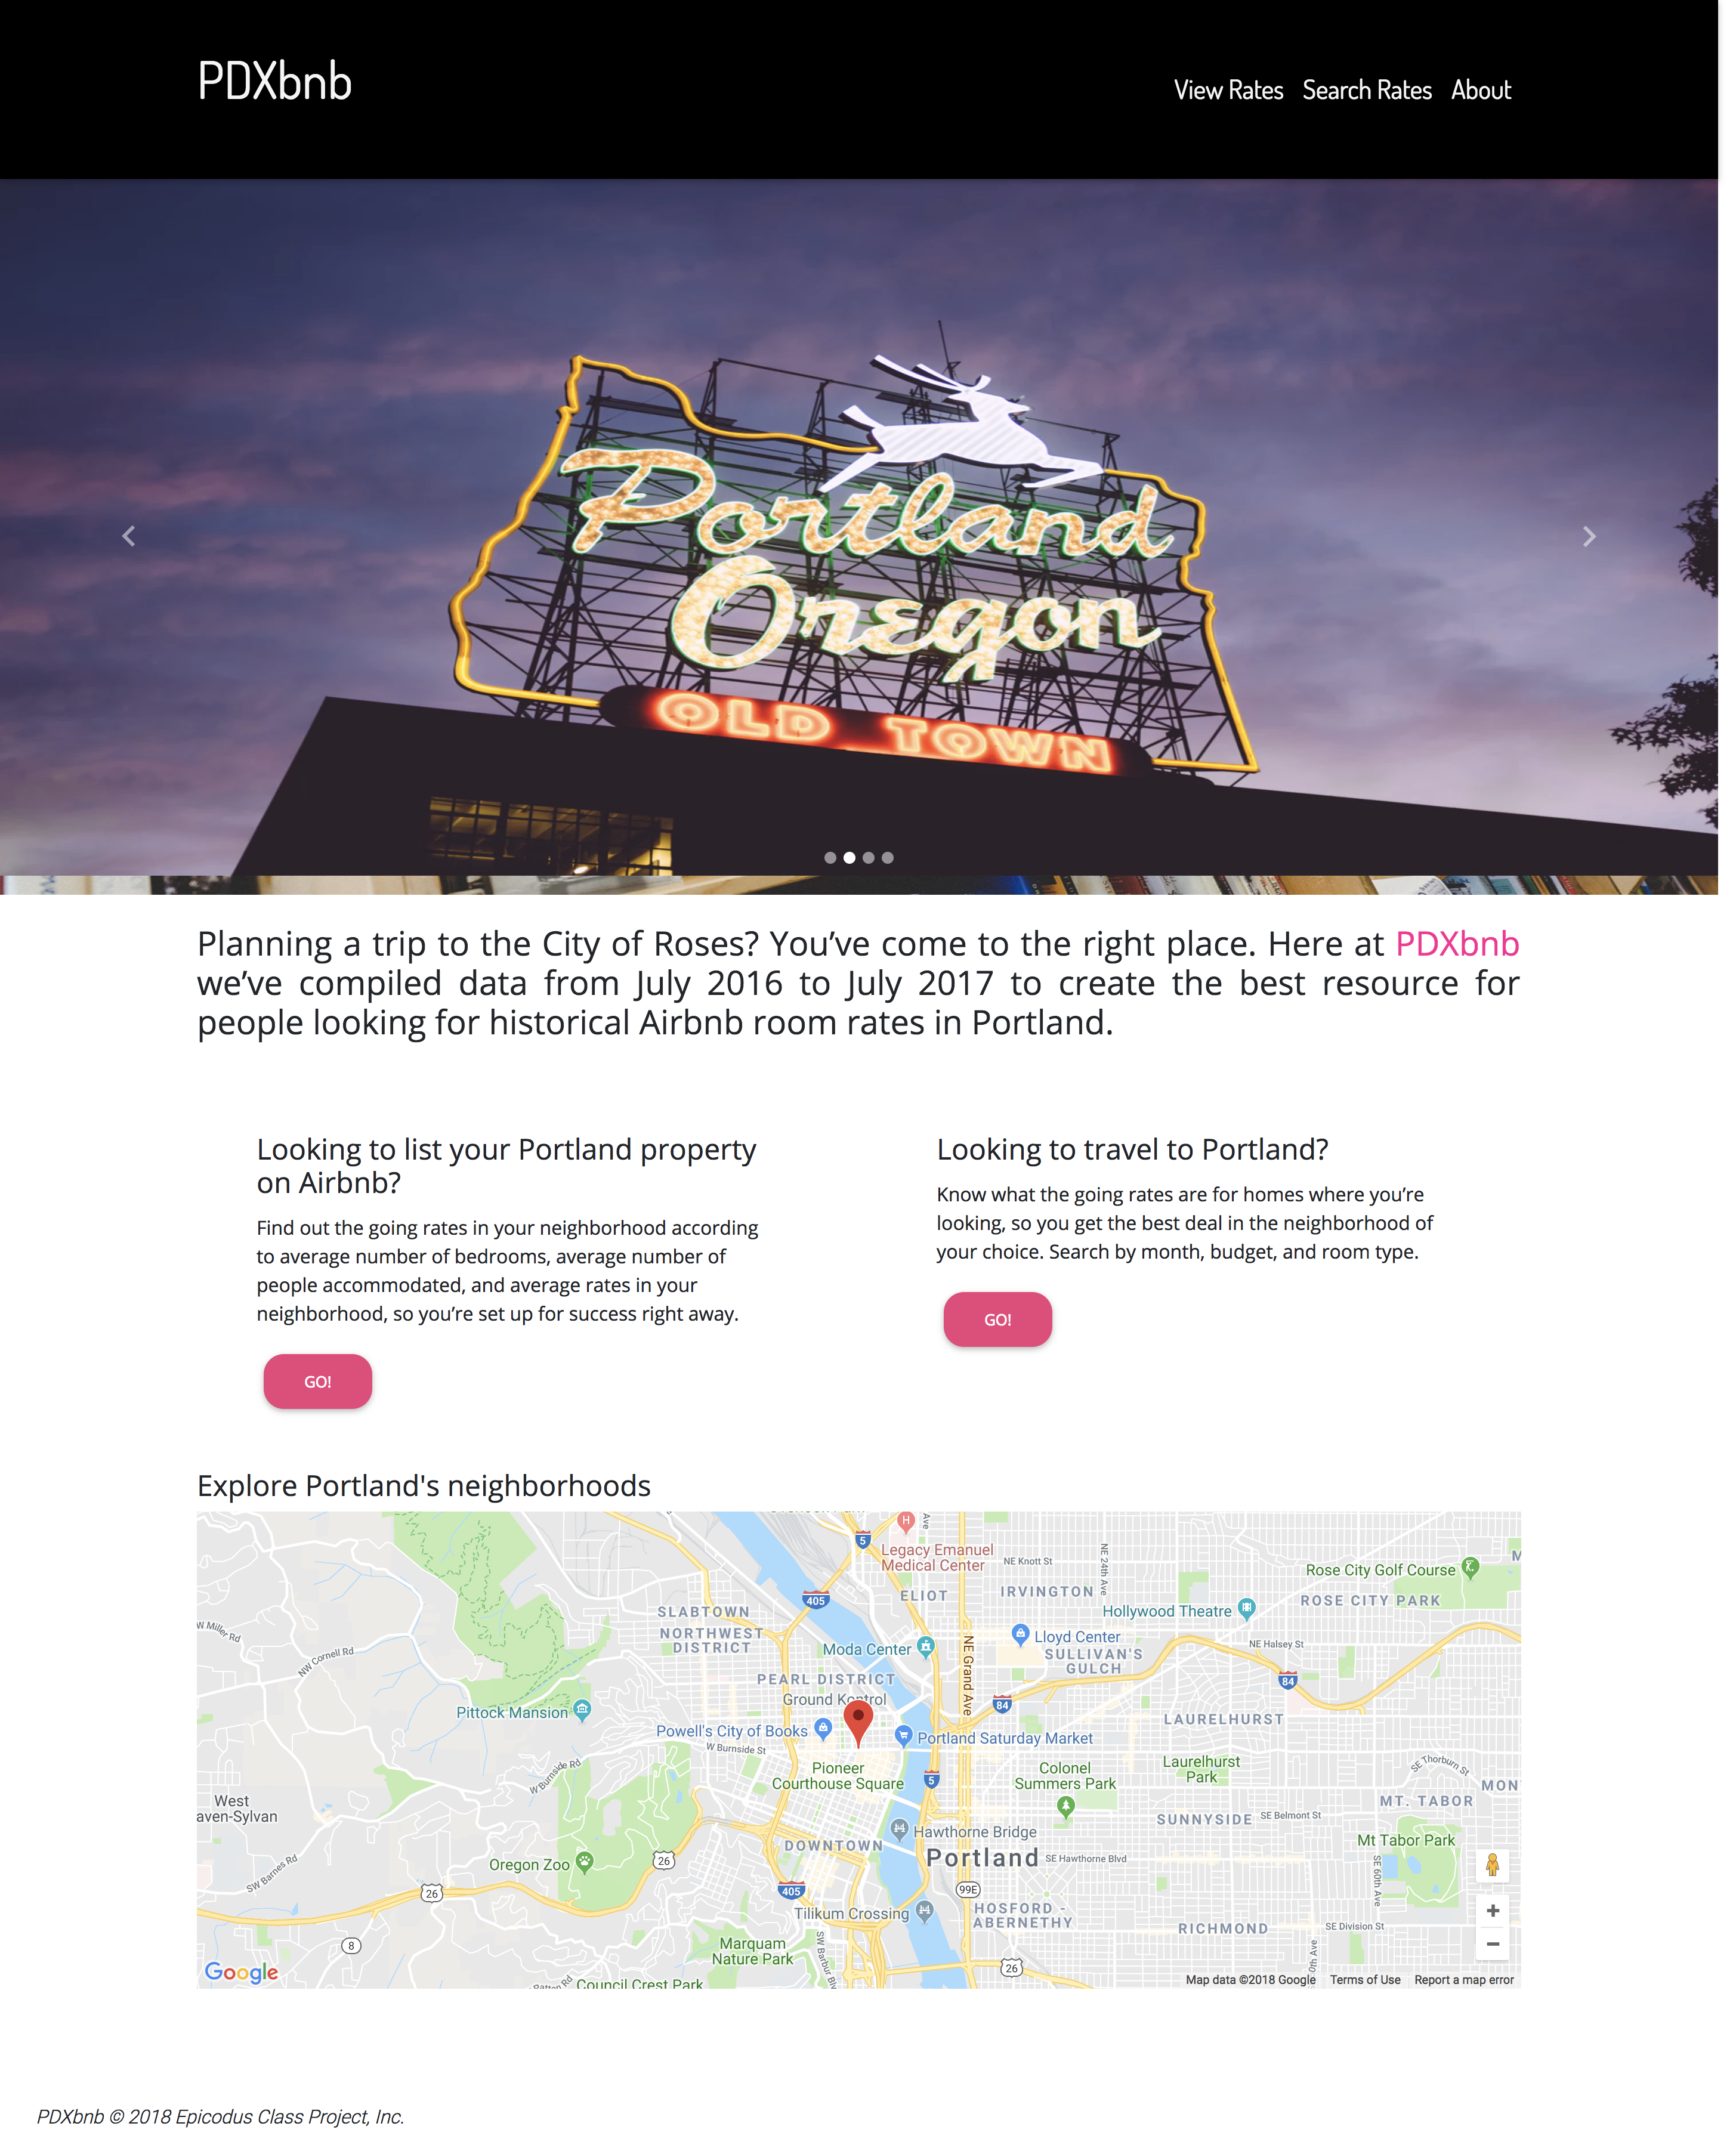 PDXbnb
View Rates Search Rates About
Portland
Oregon
OLD TOWN
Planning a trip to the City of Roses? You’ve come to the right place. Here at PDXbnb
we’ve compiled data from July 2016 to July 2017 to create the best resource for
people looking for historical Airbnb room rates in Portland.
Looking to list your Portland property
on Airbnb?
Find out the going rates in your neighborhood according
to average number of bedrooms, average number of
people accommodated, and average rates in your
neighborhood, so you’re set up for success right away.
GO!
Looking to travel to Portland?
Know what the going rates are for homes where you’re
looking, so you get the best deal in the neighborhood of
your choice. Search by month, budget, and room type.
GO!
Explore Portland's neighborhoods
5
H
Ave
Legacy Emanuel
Medical Center
NE Knott St
NE 24th Ave
Rose City Golf Course
405
ELIOT
IRVINGTON
ROSE CITY PARK
SLABTOWN
Hollywood Theatre
W Miller Rd
NORTHWEST
DISTRICT
Moda Center
Lloyd Center
NE Halsey St
NW Cornell Rd
NE Grand Ave
SULLIVAN'S
GULCH
PEARL DISTRICT
84
84
Ground Kontrol
Pittock Mansion
Powell's City of Books
Portland Saturday Market
LAURELHURST
W Burnside St
W Burnside Rd
Pioneer
Courthouse Square
5
Colonel
Summers Park
Laurelhurst
Park
SE Thorburn St
MON
West
aven-Sylvan
MT. TABOR
SUNNYSIDE
SE Belmont St
Hawthorne Bridge
DOWNTOWN
Mt Tabor Park
Portland
SE Hawthorne Blvd
Oregon Zoo
26
SW Barnes Rd
26
405
99E
SE 60th Ave
Tilikum Crossing
HOSFORD -
ABERNETHY
RICHMOND
SE Division St
8
Marquam
Nature Park
SW Barbur Blv
26
0th Ave
Google
Patton Rd
Council Crest Park
Map data ©2018 Google Terms of Use Report a map error
PDXbnb © 2018 Epicodus Class Project, Inc.